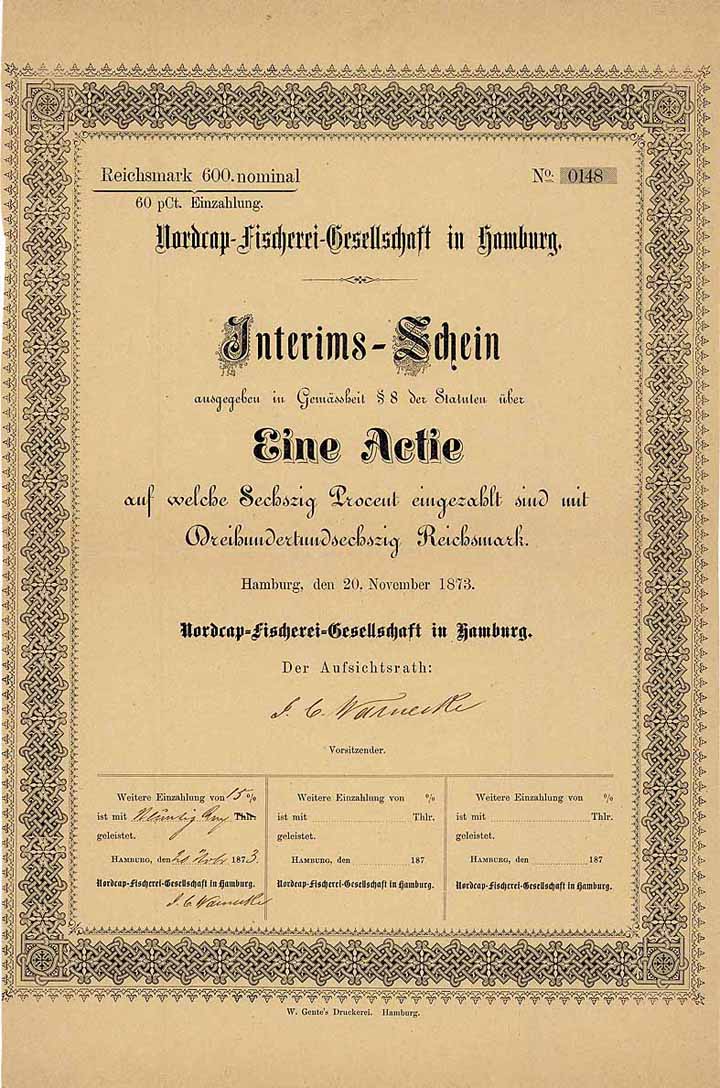 Reichsmark 600. nominal
No. 0148
60 pCt. Einzahlung.
Nordcap-Fischerei-Gesellschaft in Hamburg.
Interims-Schein
ausgegeben in Gemässheit § 8 der Statuten über
Eine Actie
auf welche Sechszig Procent eingezahlt sind mit
Dreihundertundsechszig Reichsmark.
Hamburg, den 20. November 1873.
Nordcap-Fischerei-Gesellschaft in Hamburg.
Der Aufsichtsrath:
J. C. Warnecke
Vorsitzender.
Weitere Einzahlung von 15 %
ist mit Neunzig Thlr.
geleistet.
Hamburg, den 20 Nov. 1873.
Nordcap-Fischerei-Gesellschaft in Hamburg.
J. C. Warnecke
Weitere Einzahlung von %
ist mit Thlr.
geleistet.
Hamburg, den 187
Nordcap-Fischerei-Gesellschaft in Hamburg.
Weitere Einzahlung von %
ist mit Thlr.
geleistet.
Hamburg, den 187
Nordcap-Fischerei-Gesellschaft in Hamburg.
W. Gente's Druckerei. Hamburg.